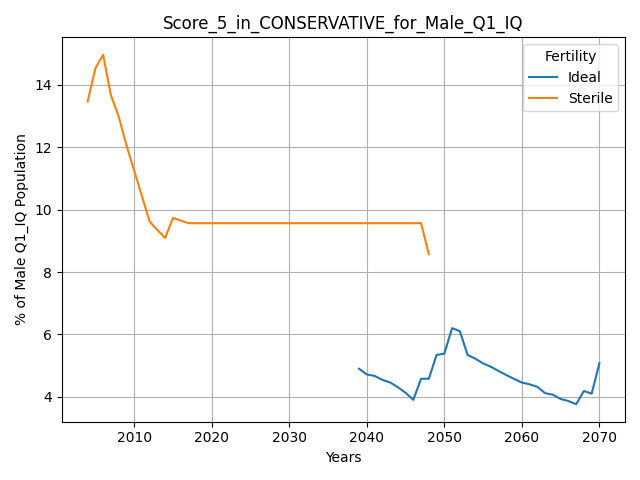 Score_5_in_CONSERVATIVE_for_Male_Q1_IQ
Fertility
Ideal
Sterile
% of Male Q1_IQ Population
14
12
10
8
6
4
2010 2020 2030 2040 2050 2060 2070
Years